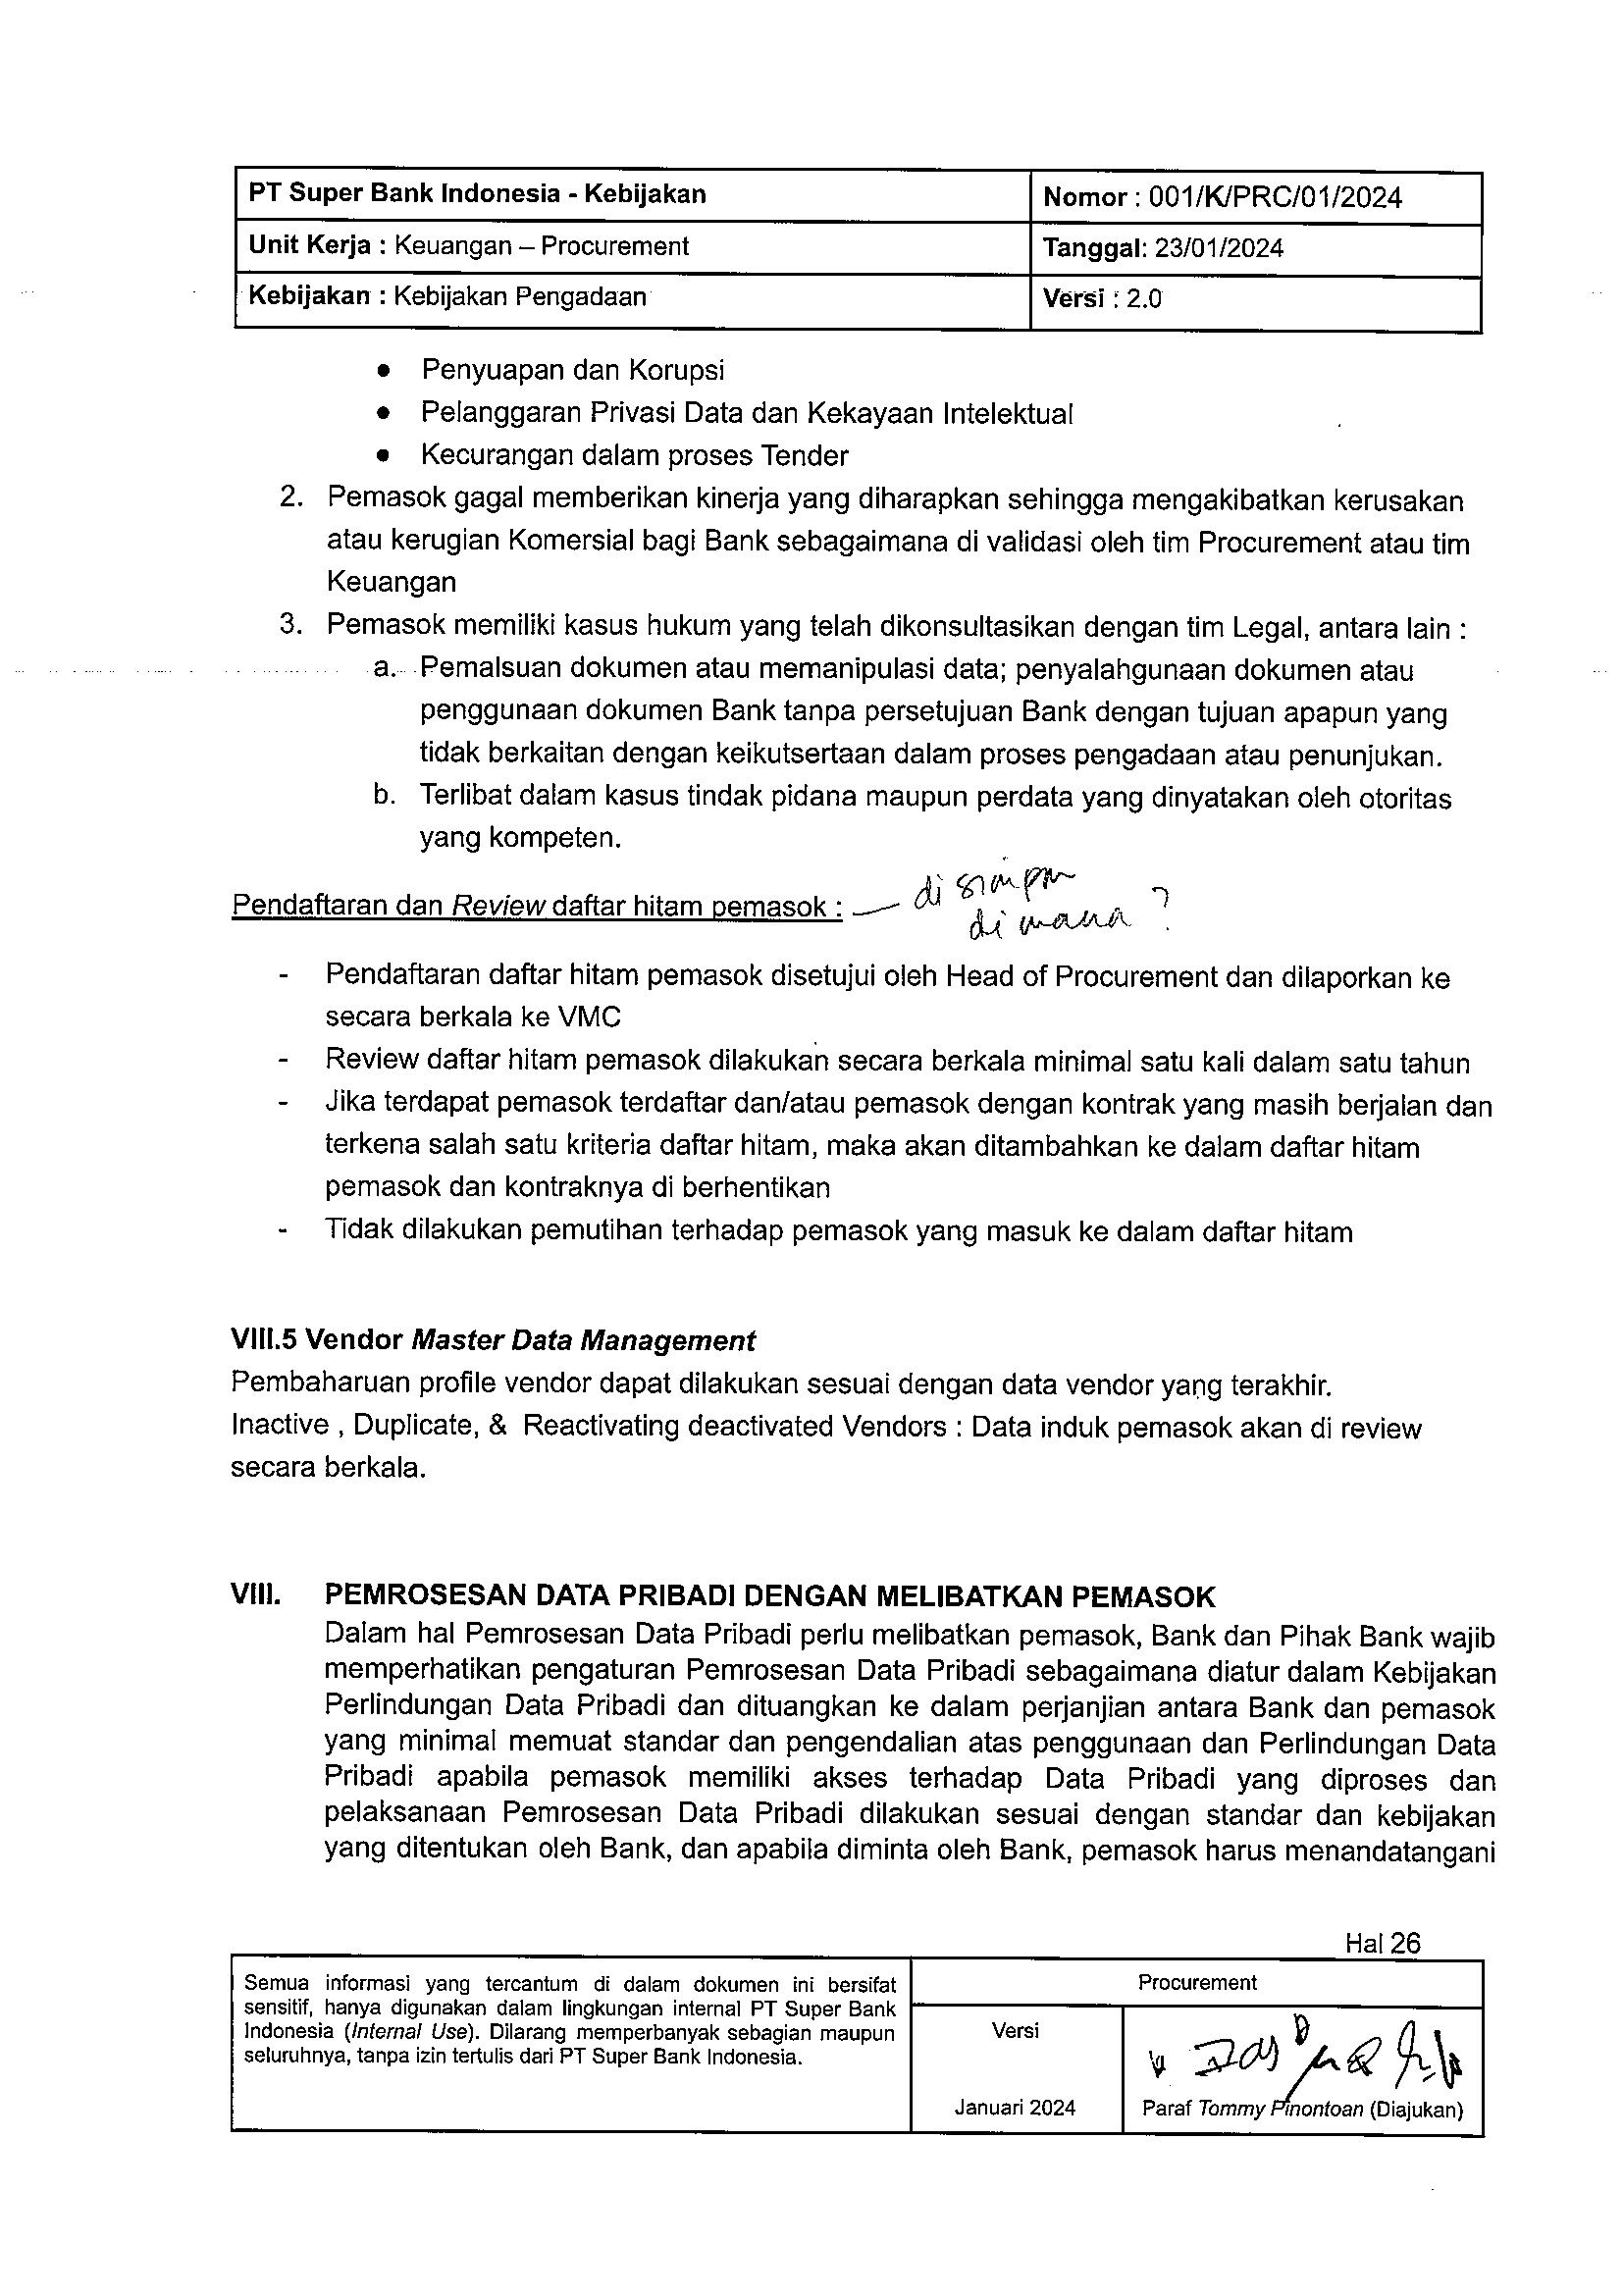 PT Super Bank Indonesia - Kebijakan
Nomor : 001/K/PRC/01/2024
Unit Kerja : Keuangan – Procurement
Tanggal: 23/01/2024
Kebijakan : Kebijakan Pengadaan
Versi : 2.0
• Penyuapan dan Korupsi
• Pelanggaran Privasi Data dan Kekayaan Intelektual
• Kecurangan dalam proses Tender
2. Pemasok gagal memberikan kinerja yang diharapkan sehingga mengakibatkan kerusakan
atau kerugian Komersial bagi Bank sebagaimana di validasi oleh tim Procurement atau tim
Keuangan
3. Pemasok memiliki kasus hukum yang telah dikonsultasikan dengan tim Legal, antara lain :
a. Pemalsuan dokumen atau memanipulasi data; penyalahgunaan dokumen atau
penggunaan dokumen Bank tanpa persetujuan Bank dengan tujuan apapun yang
tidak berkaitan dengan keikutsertaan dalam proses pengadaan atau penunjukan.
b. Terlibat dalam kasus tindak pidana maupun perdata yang dinyatakan oleh otoritas
yang kompeten.
Pendaftaran dan Review daftar hitam pemasok : — di simpan
di mana ?
- Pendaftaran daftar hitam pemasok disetujui oleh Head of Procurement dan dilaporkan ke
secara berkala ke VMC
- Review daftar hitam pemasok dilakukan secara berkala minimal satu kali dalam satu tahun
- Jika terdapat pemasok terdaftar dan/atau pemasok dengan kontrak yang masih berjalan dan
terkena salah satu kriteria daftar hitam, maka akan ditambahkan ke dalam daftar hitam
pemasok dan kontraknya di berhentikan
- Tidak dilakukan pemutihan terhadap pemasok yang masuk ke dalam daftar hitam
VIII.5 Vendor Master Data Management
Pembaharuan profile vendor dapat dilakukan sesuai dengan data vendor yang terakhir.
Inactive , Duplicate, & Reactivating deactivated Vendors : Data induk pemasok akan di review
secara berkala.
VIII. PEMROSESAN DATA PRIBADI DENGAN MELIBATKAN PEMASOK
Dalam hal Pemrosesan Data Pribadi perlu melibatkan pemasok, Bank dan Pihak Bank wajib
memperhatikan pengaturan Pemrosesan Data Pribadi sebagaimana diatur dalam Kebijakan
Perlindungan Data Pribadi dan dituangkan ke dalam perjanjian antara Bank dan pemasok
yang minimal memuat standar dan pengendalian atas penggunaan dan Perlindungan Data
Pribadi apabila pemasok memiliki akses terhadap Data Pribadi yang diproses dan
pelaksanaan Pemrosesan Data Pribadi dilakukan sesuai dengan standar dan kebijakan
yang ditentukan oleh Bank, dan apabila diminta oleh Bank, pemasok harus menandatangani
Hal 26
Semua informasi yang tercantum di dalam dokumen ini bersifat
sensitif, hanya digunakan dalam lingkungan internal PT Super Bank
Indonesia (Internal Use). Dilarang memperbanyak sebagian maupun
seluruhnya, tanpa izin tertulis dari PT Super Bank Indonesia.
Procurement
Versi
Januari 2024
Paraf Tommy Pinontoan (Diajukan)